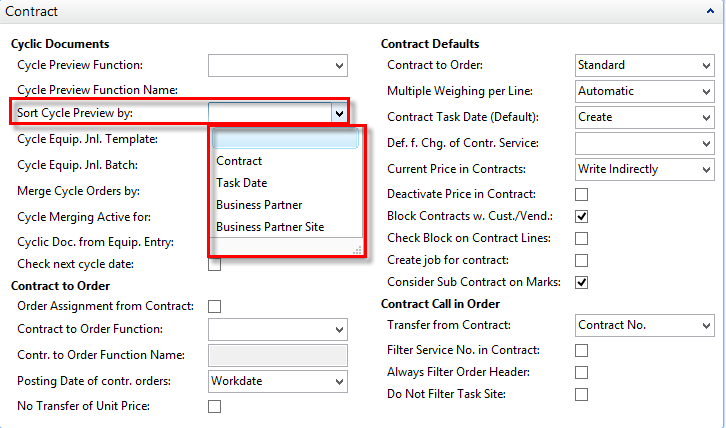 Contract
Cyclic Documents
Cycle Preview Function:
Cycle Preview Function Name:
Sort Cycle Preview by:
Contract
Task Date
Business Partner
Business Partner Site
Cycle Equip. Jnl. Template:
Cycle Equip. Jnl. Batch:
Merge Cycle Orders by:
Cycle Merging Active for:
Cyclic Doc. from Equip. Entry:
Check next cycle date:
Contract to Order
Order Assignment from Contract:
Contract to Order Function:
Contr. to Order Function Name:
Posting Date of contr. orders: Workdate
No Transfer of Unit Price:
Contract Defaults
Contract to Order: Standard
Multiple Weighing per Line: Automatic
Contract Task Date (Default): Create
Def. f. Chg. of Contr. Service:
Current Price in Contracts: Write Indirectly
Deactivate Price in Contract:
Block Contracts w. Cust./Vend.:
Check Block on Contract Lines:
Create job for contract:
Consider Sub Contract on Marks:
Contract Call in Order
Transfer from Contract: Contract No.
Filter Service No. in Contract:
Always Filter Order Header:
Do Not Filter Task Site: